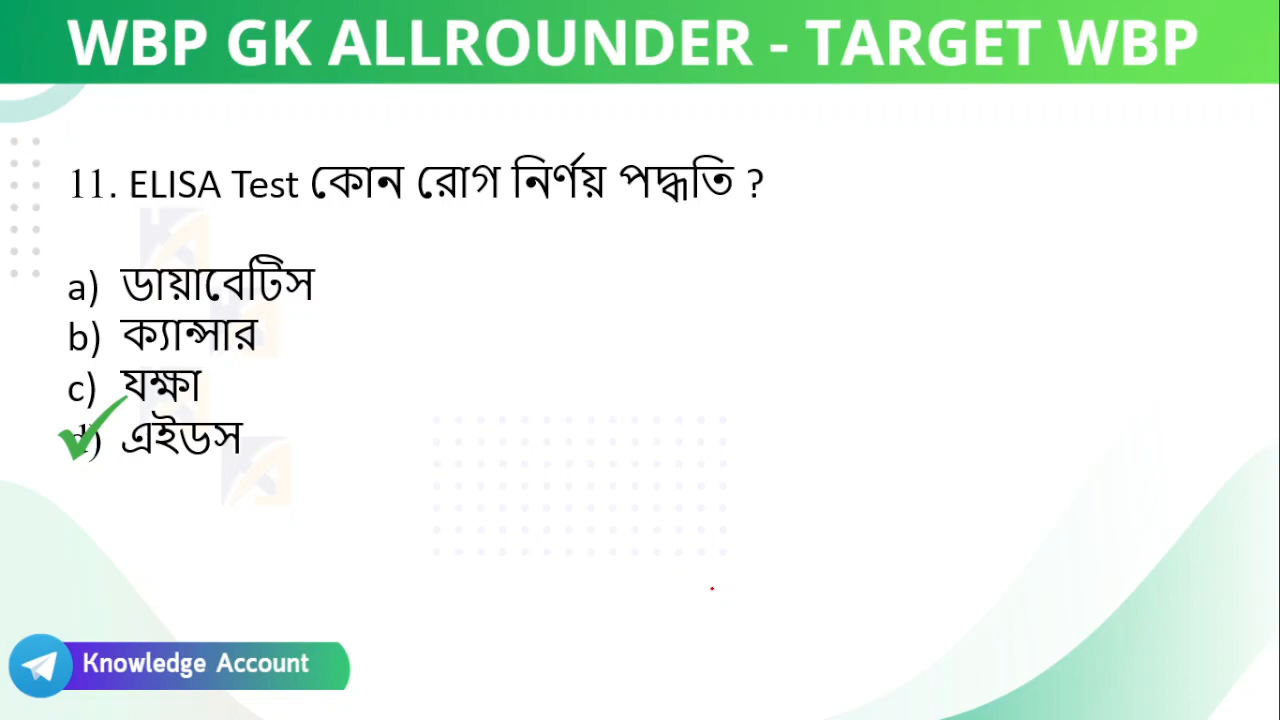 WBP GK ALLROUNDER - TARGET WBP
11. ELISA Test কোন রোগ নির্ণয় পদ্ধতি ?
a) ডায়াবেটিস
b) ক্যান্সার
c) যক্ষা
d) এইডস
Knowledge Account